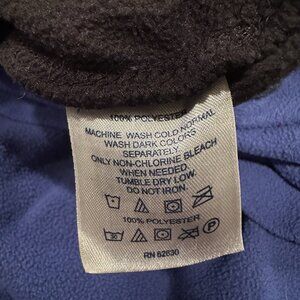 100% POLYESTER
MACHINE WASH COLD NORMAL
WASH DARK COLORS
SEPARATELY.
ONLY NON-CHLORINE BLEACH
WHEN NEEDED.
TUMBLE DRY LOW.
DO NOT IRON.
100% POLYESTER
P
RN 62830